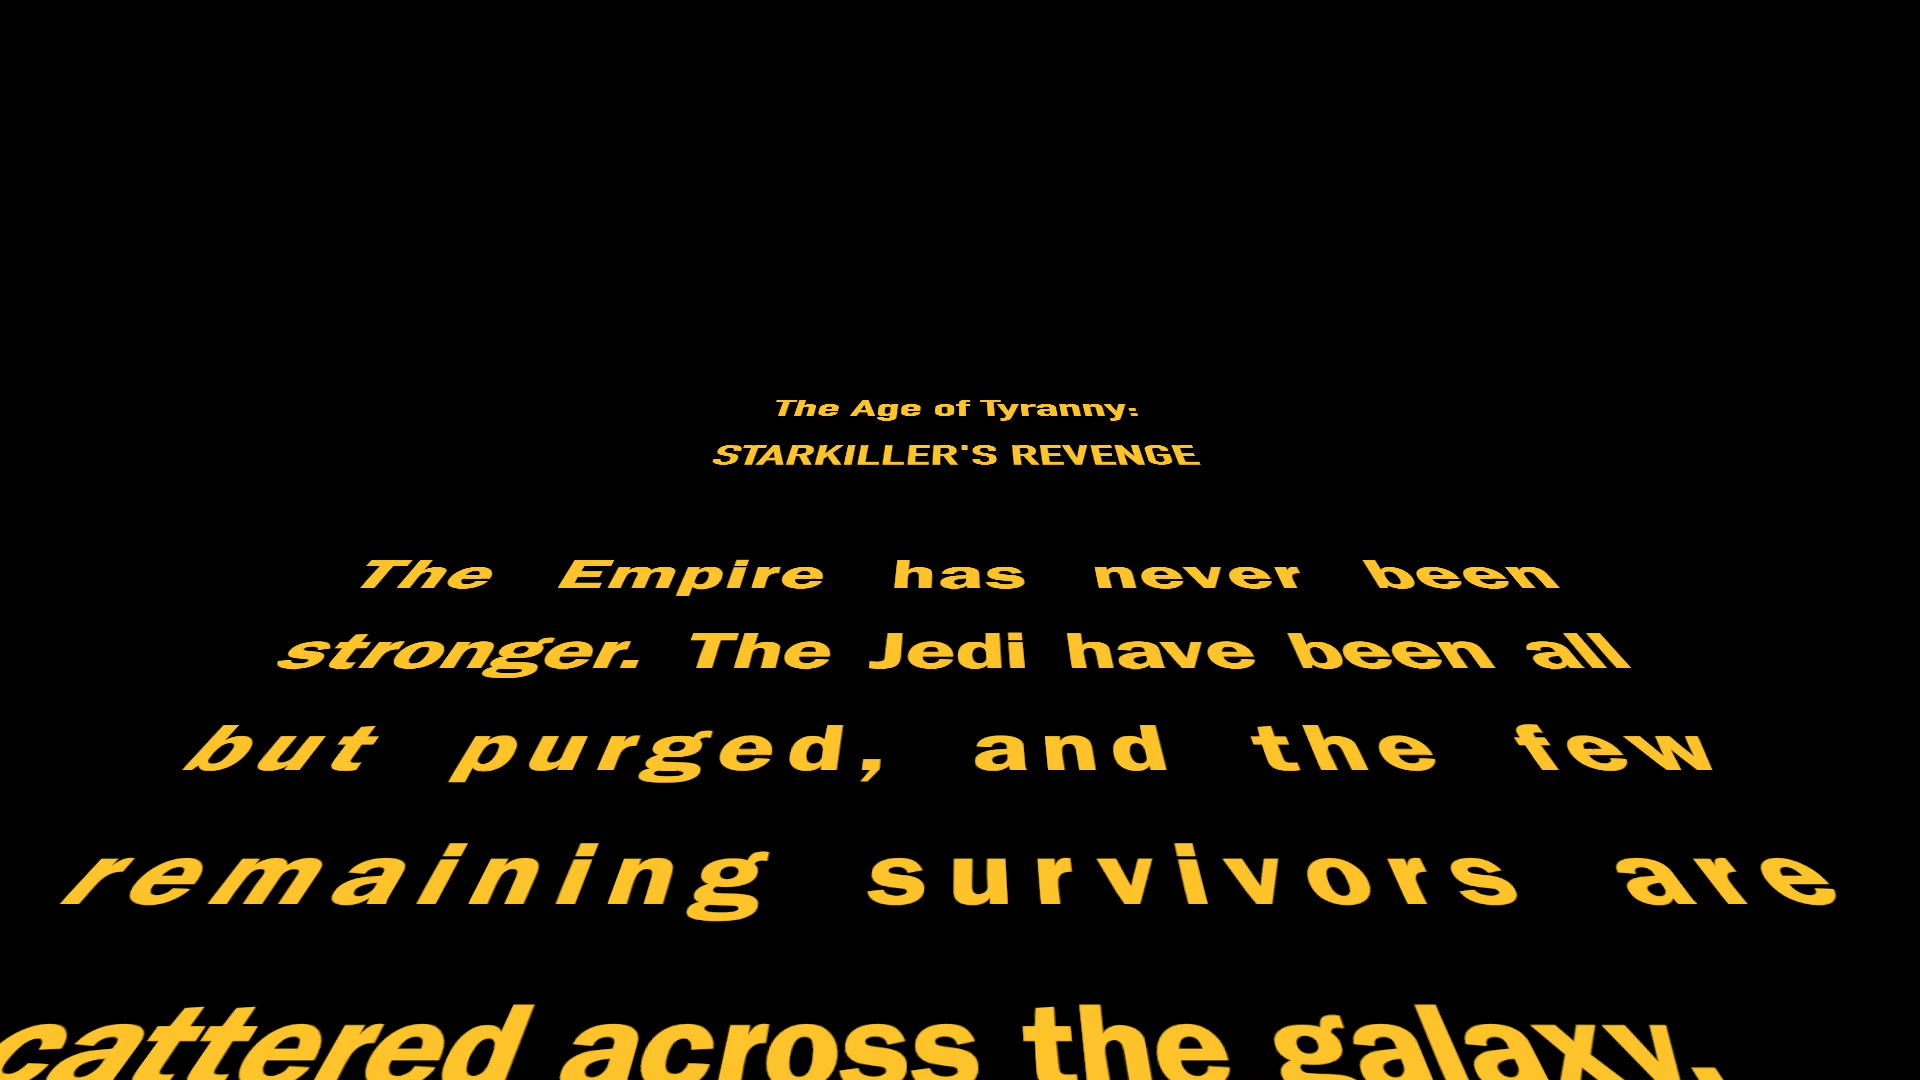 The Age of Tyranny:
STARKILLER'S REVENGE
The Empire has never been
stronger. The Jedi have been all
but purged, and the few
remaining survivors are
cattered across the galaxy.